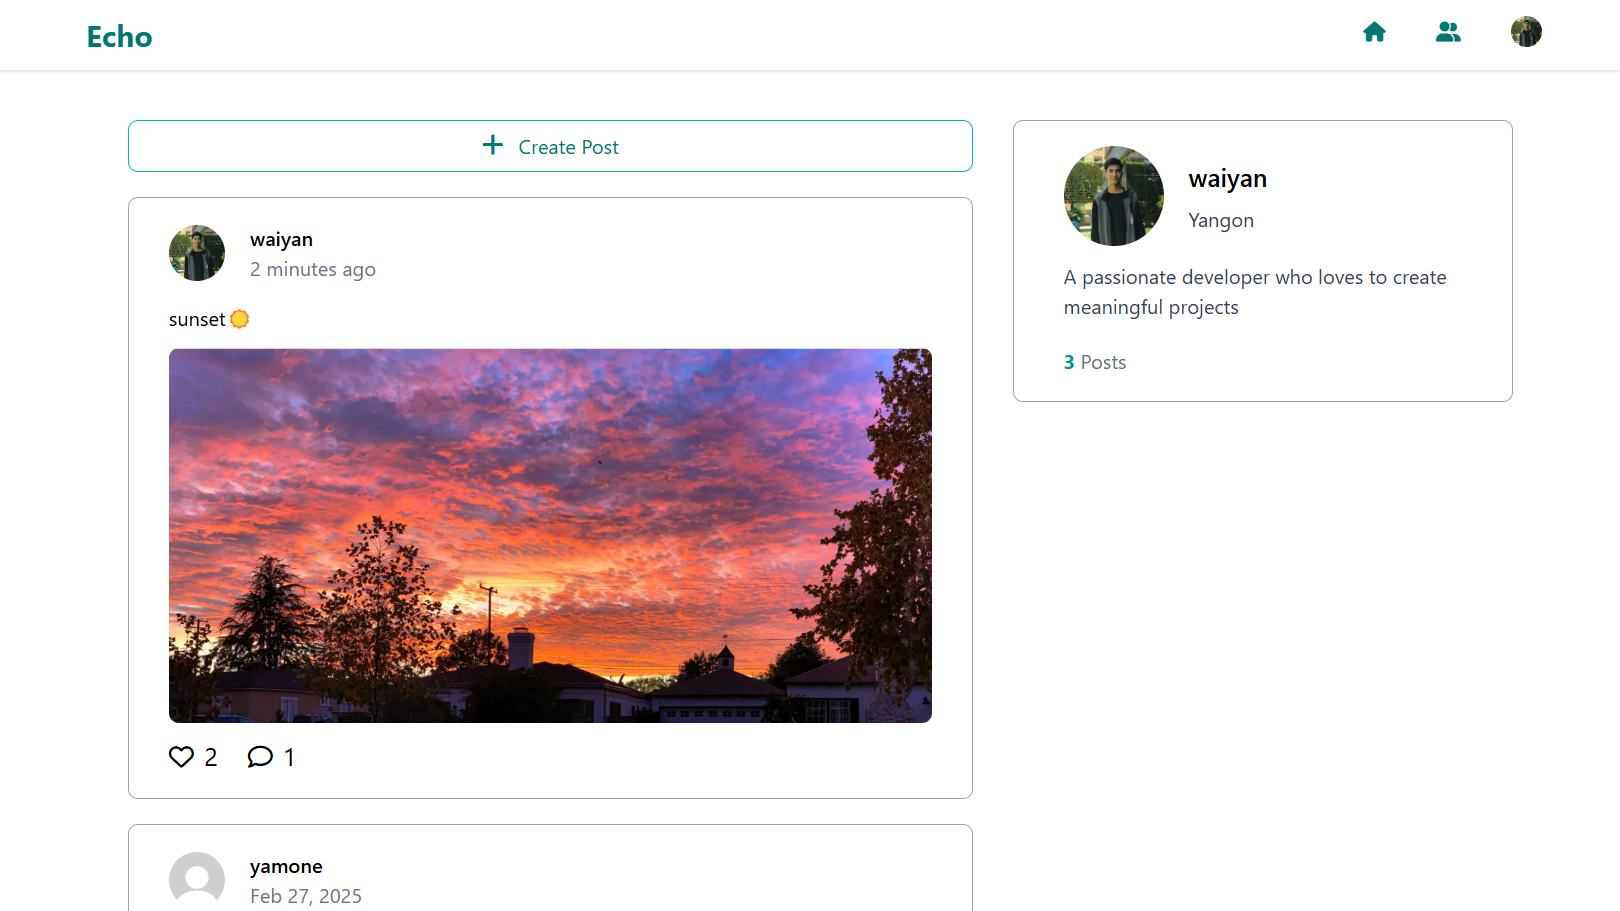 Echo
Create Post
waiyan
2 minutes ago
sunset🌞
2
1
yamone
Feb 27, 2025
waiyan
Yangon
A passionate developer who loves to create
meaningful projects
3 Posts